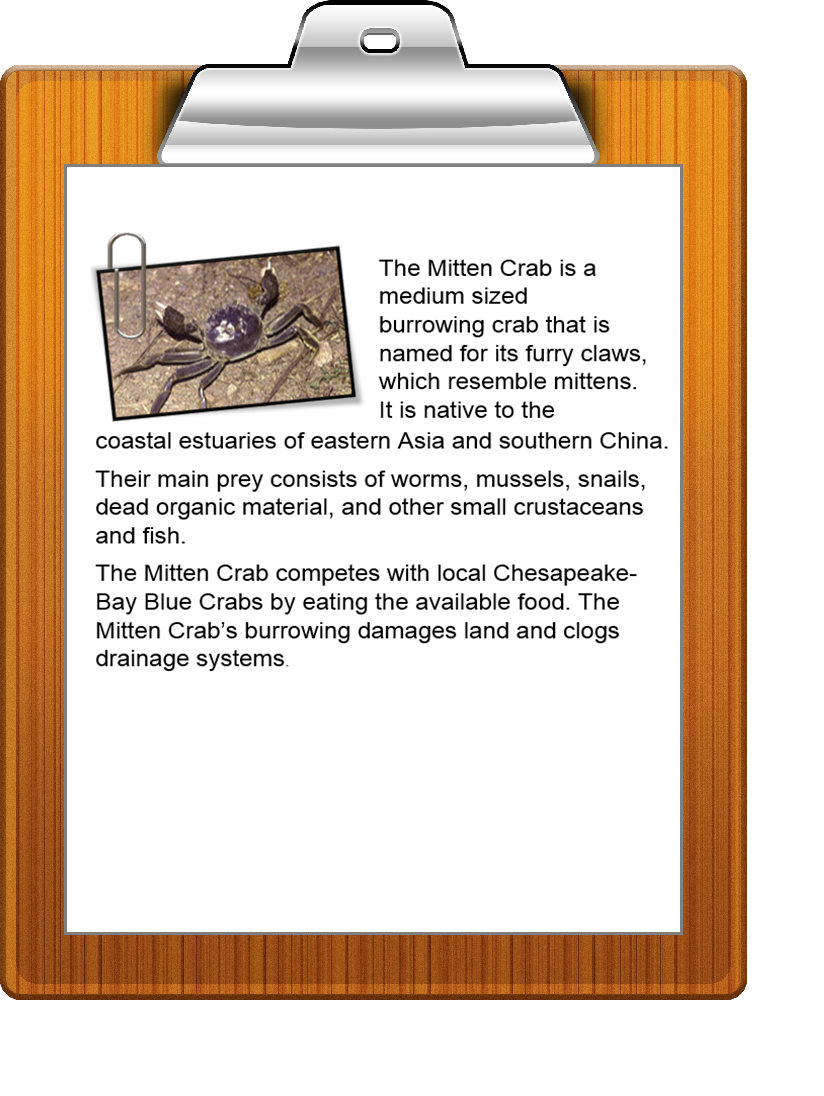 The Mitten Crab is a
medium sized
burrowing crab that is
named for its furry claws,
which resemble mittens.
It is native to the
coastal estuaries of eastern Asia and southern China.
Their main prey consists of worms, mussels, snails,
dead organic material, and other small crustaceans
and fish.
The Mitten Crab competes with local Chesapeake-
Bay Blue Crabs by eating the available food. The
Mitten Crab’s burrowing damages land and clogs
drainage systems.